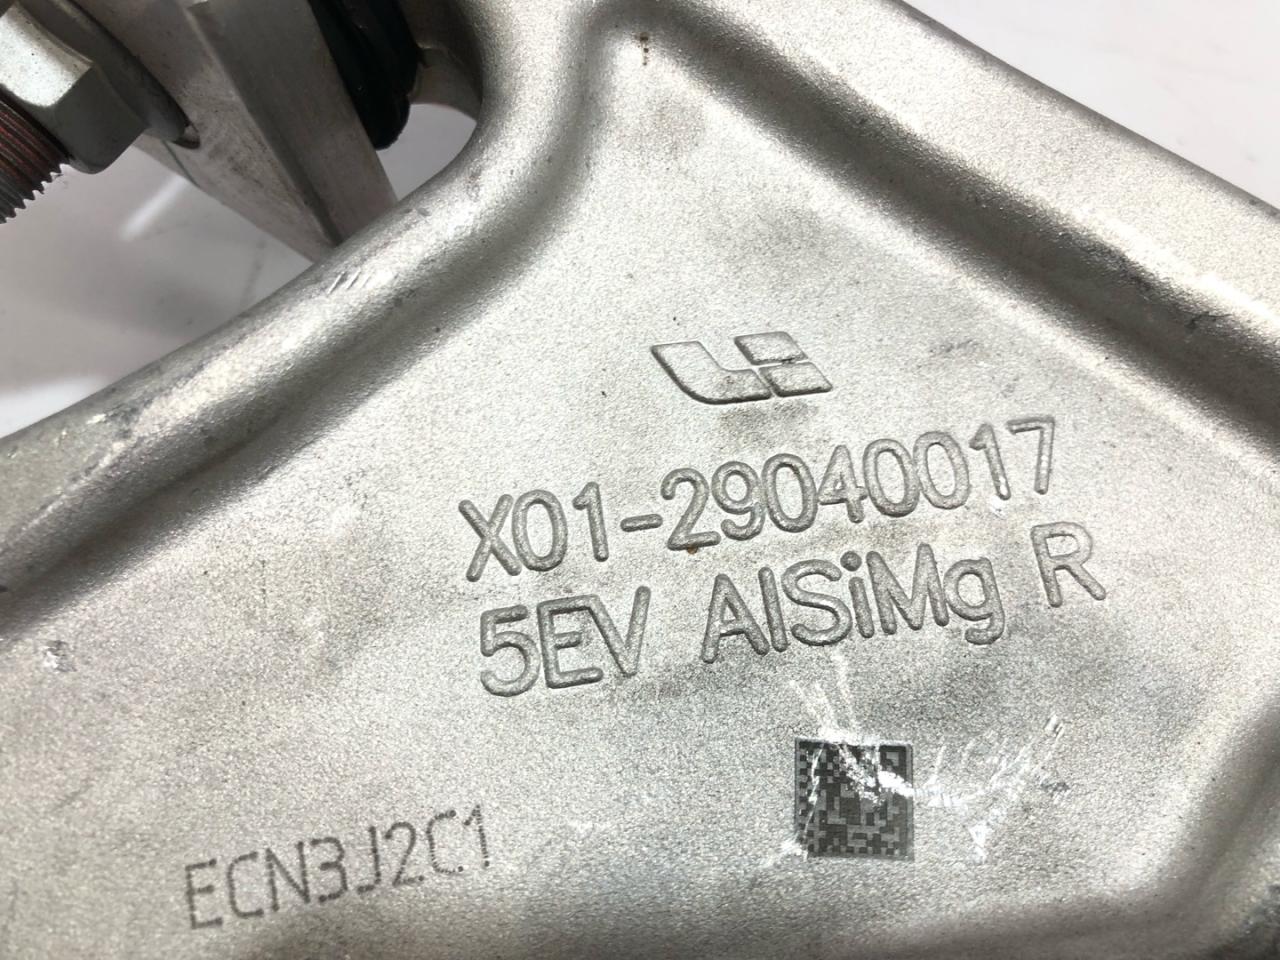 X01-29040017
5EV AlSiMg R
ECN3J2C1